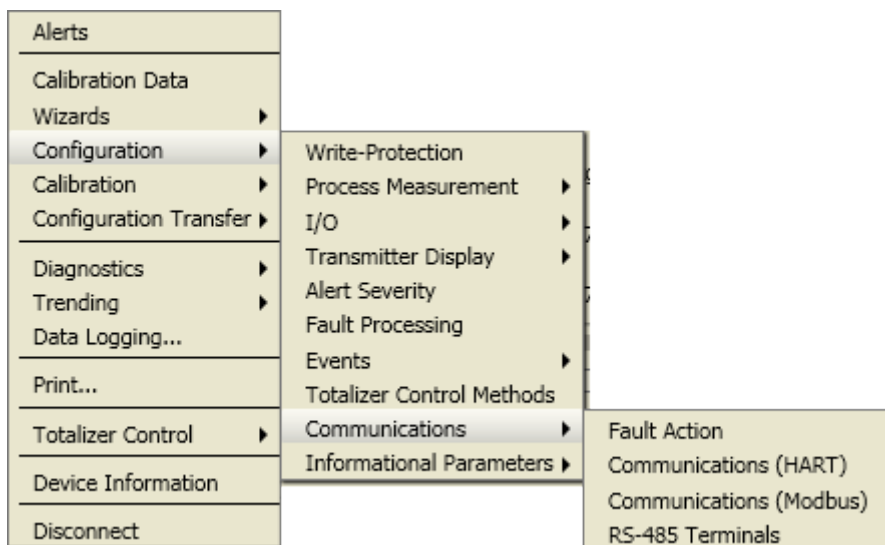 Alerts
Calibration Data
Wizards
Configuration
Calibration
Configuration Transfer
Diagnostics
Trending
Data Logging...
Print...
Totalizer Control
Device Information
Disconnect
Write-Protection
Process Measurement
I/O
Transmitter Display
Alert Severity
Fault Processing
Events
Totalizer Control Methods
Communications
Informational Parameters
Fault Action
Communications (HART)
Communications (Modbus)
RS-485 Terminals